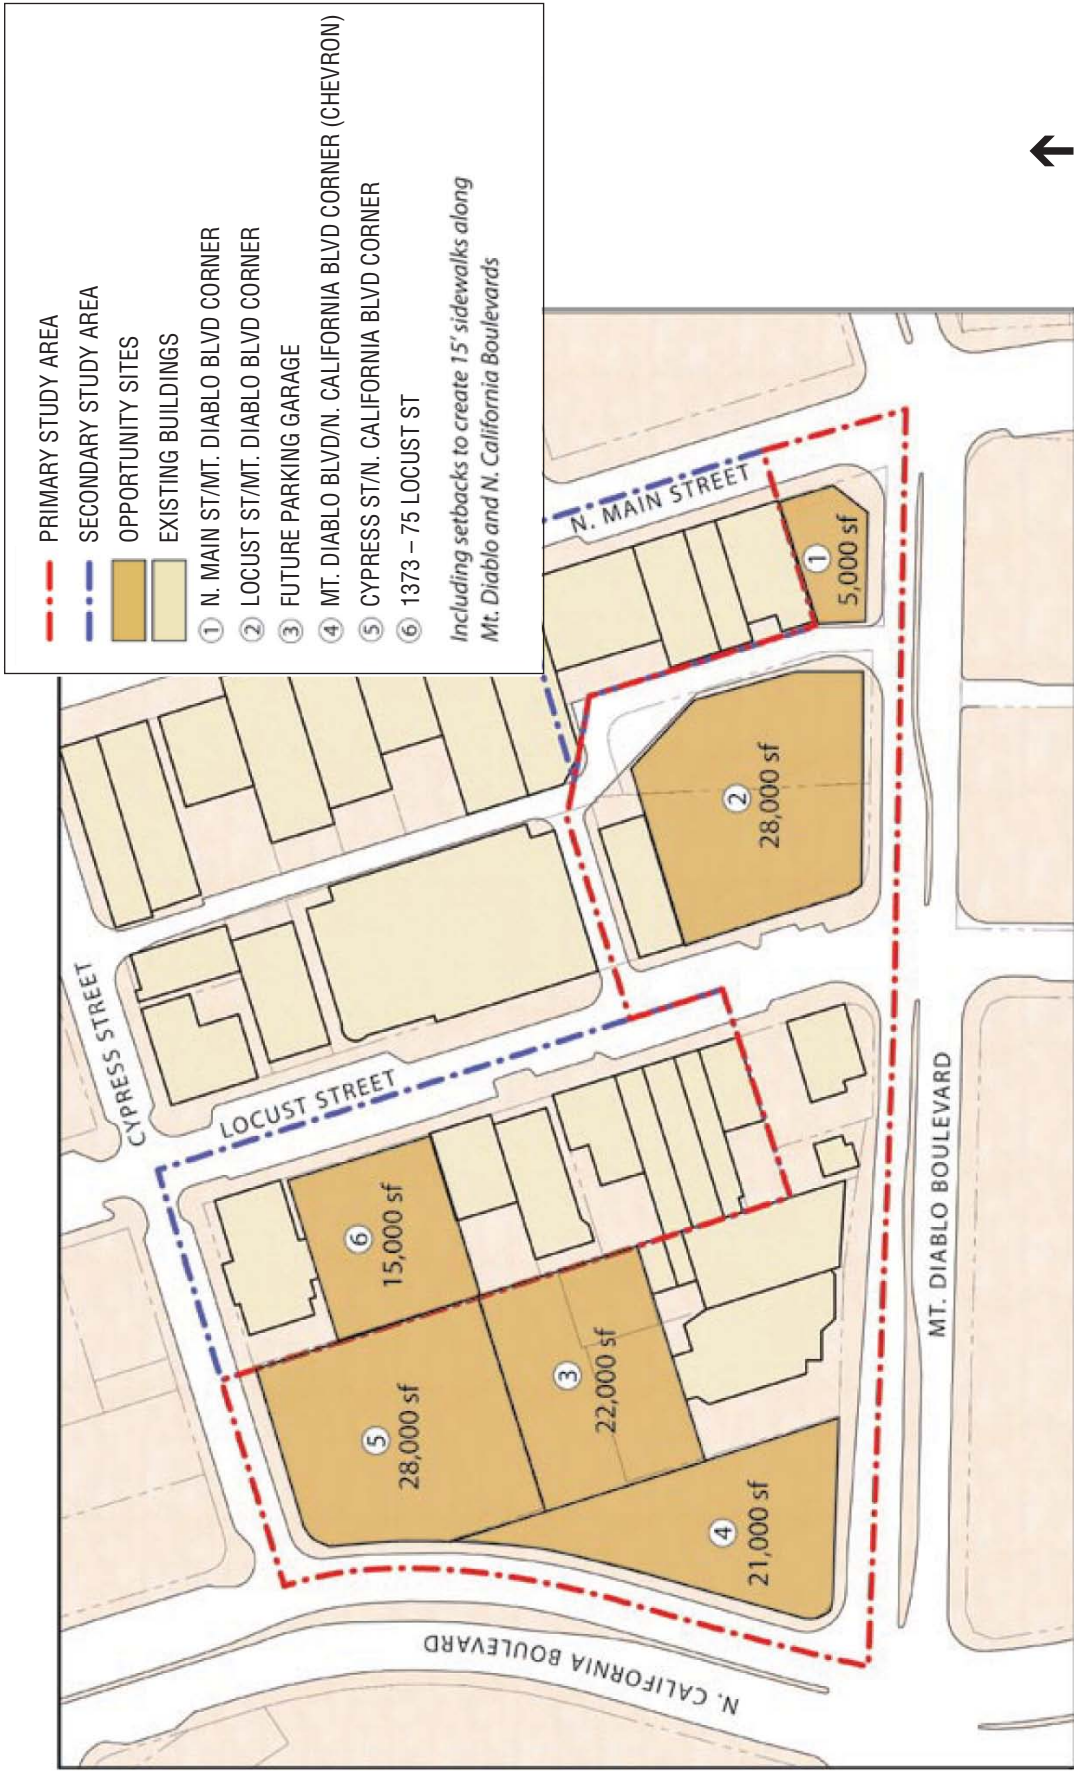 PRIMARY STUDY AREA
SECONDARY STUDY AREA
OPPORTUNITY SITES
EXISTING BUILDINGS
1 N. MAIN ST/MT. DIABLO BLVD CORNER
2 LOCUST ST/MT. DIABLO BLVD CORNER
3 FUTURE PARKING GARAGE
4 MT. DIABLO BLVD/N. CALIFORNIA BLVD CORNER (CHEVRON)
5 CYPRESS ST/N. CALIFORNIA BLVD CORNER
6 1373 – 75 LOCUST ST
Including setbacks to create 15' sidewalks along
Mt. Diablo and N. California Boulevards
CYPRESS STREET
LOCUST STREET
N. MAIN STREET
N. CALIFORNIA BOULEVARD
MT. DIABLO BOULEVARD
6
15,000 sf
5
28,000 sf
3
22,000 sf
4
21,000 sf
2
28,000 sf
1
5,000 sf